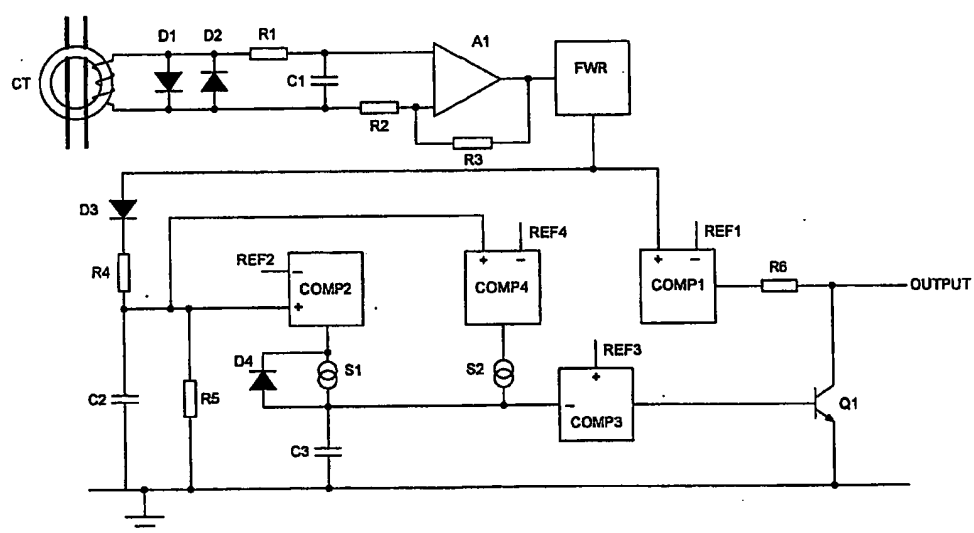 D1
D2
R1
A1
CT
C1
FWR
R2
R3
D3
REF4
REF1
R4
REF2
-
+
COMP2
+ -
COMP4
+ -
COMP1
R6
OUTPUT
D4
S1
S2
REF3
+
-
COMP3
Q1
C2
R5
C3